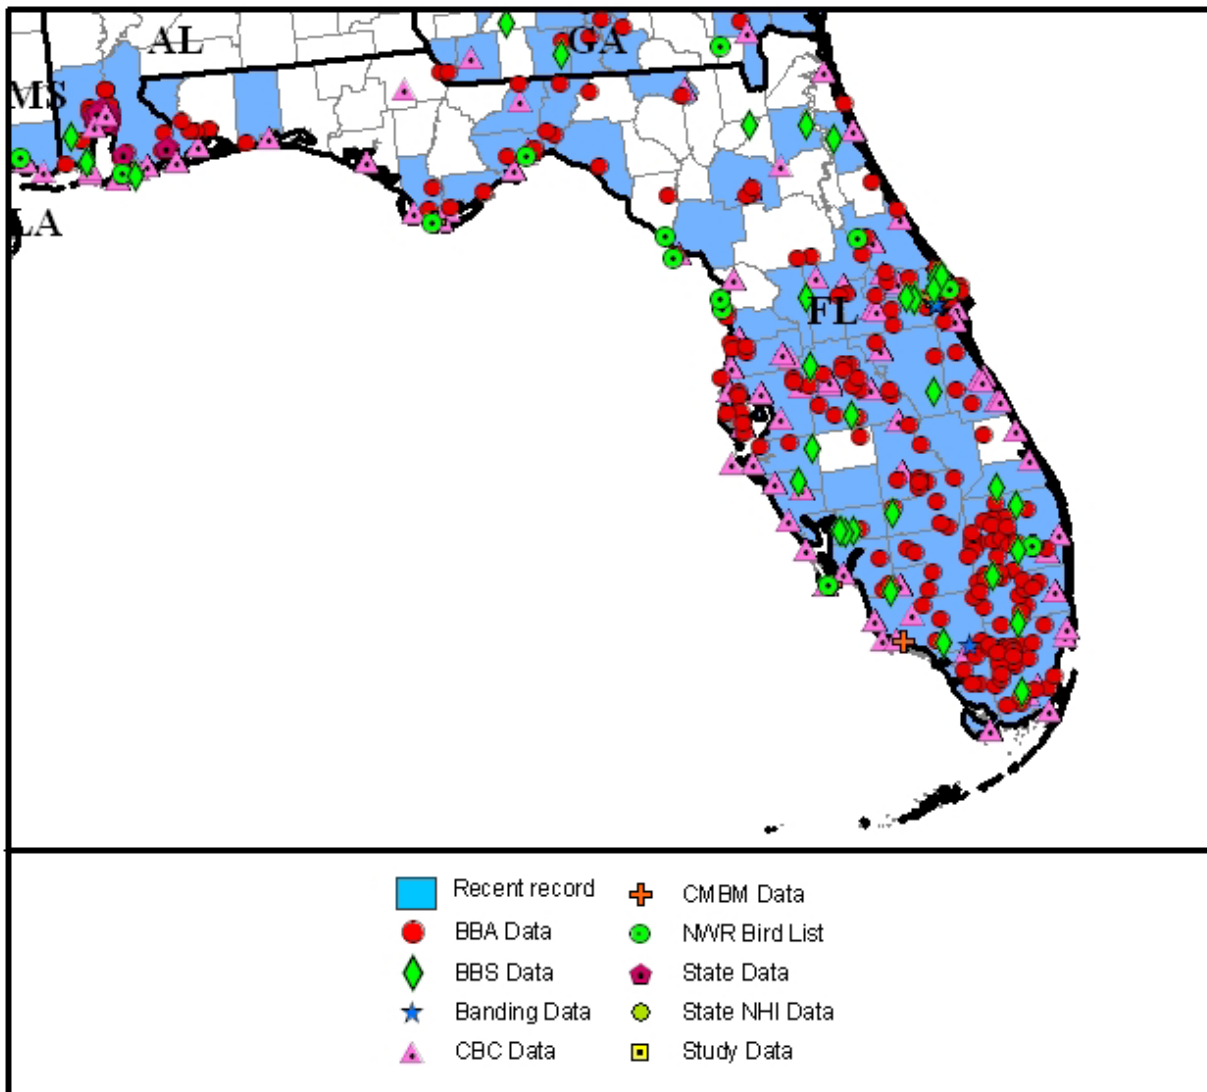 AL
GA
MS
LA
FL
Recent record
BBA Data
BBS Data
Banding Data
CBC Data
CMBM Data
NWR Bird List
State Data
State NHI Data
Study Data